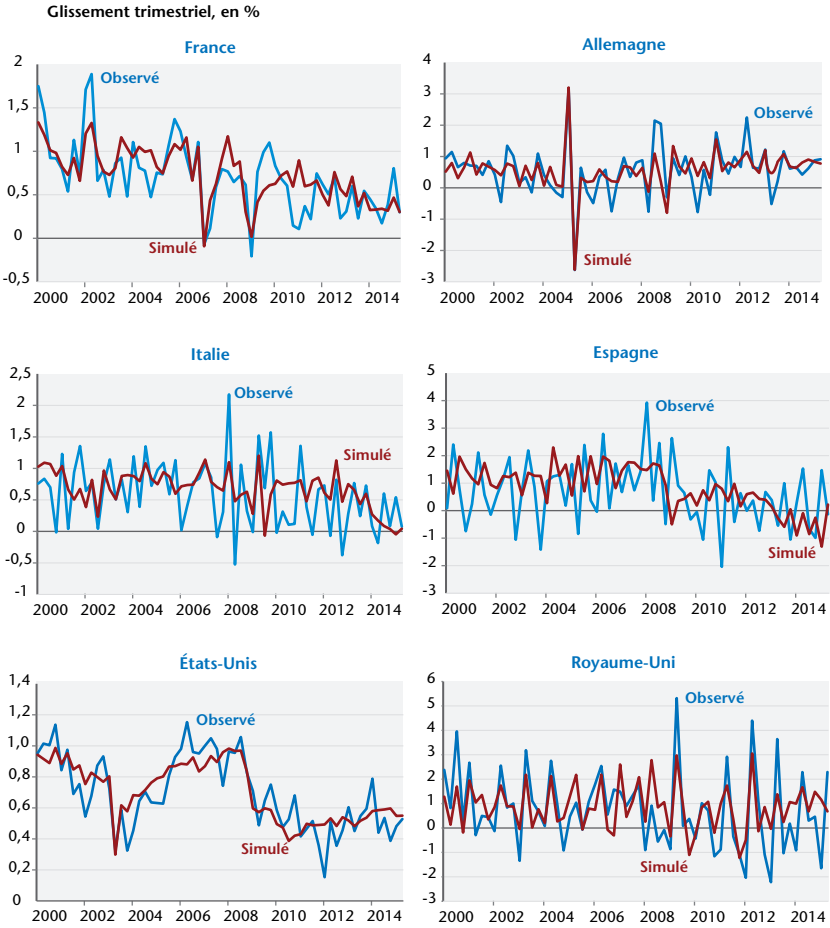 Glissement trimestriel, en %
France
2
1,5
1
0,5
0
-0,5
Observé
Simulé
2000 2002 2004 2006 2008 2010 2012 2014
Allemagne
4
3
2
1
0
-1
-2
-3
Observé
Simulé
2000 2002 2004 2006 2008 2010 2012 2014
Italie
2,5
2
1,5
1
0,5
0
-0,5
-1
Observé
Simulé
2000 2002 2004 2006 2008 2010 2012 2014
Espagne
5
4
3
2
1
0
-1
-2
-3
Observé
Simulé
2000 2002 2004 2006 2008 2010 2012 2014
États-Unis
1,4
1,2
1,0
0,8
0,6
0,4
0,2
0
Observé
Simulé
2000 2002 2004 2006 2008 2010 2012 2014
Royaume-Uni
6
5
4
3
2
1
0
-1
-2
-3
Observé
Simulé
2000 2002 2004 2006 2008 2010 2012 2014